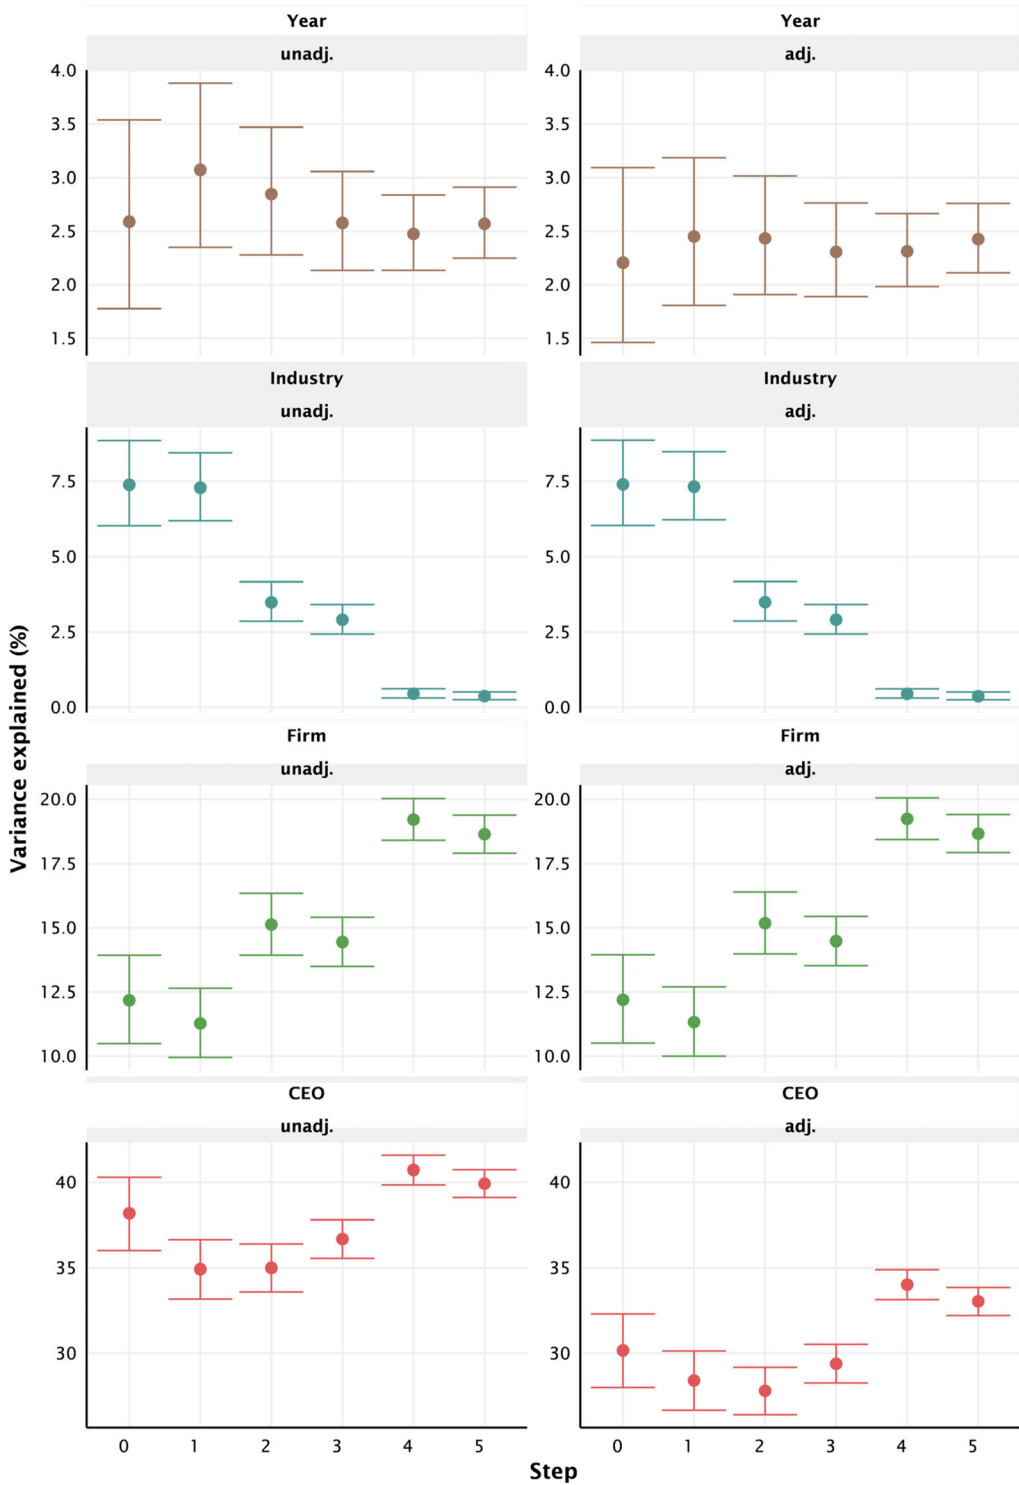 Year
Year
unadj.
adj.
4.0
3.5
3.0
2.5
2.0
1.5
4.0
3.5
3.0
2.5
2.0
1.5
Industry
Industry
unadj.
adj.
7.5
5.0
2.5
0.0
7.5
5.0
2.5
0.0
Variance explained (%)
Firm
Firm
unadj.
adj.
20.0
17.5
15.0
12.5
10.0
20.0
17.5
15.0
12.5
10.0
CEO
CEO
unadj.
adj.
40
35
30
40
35
30
0 1 2 3 4 5
0 1 2 3 4 5
Step